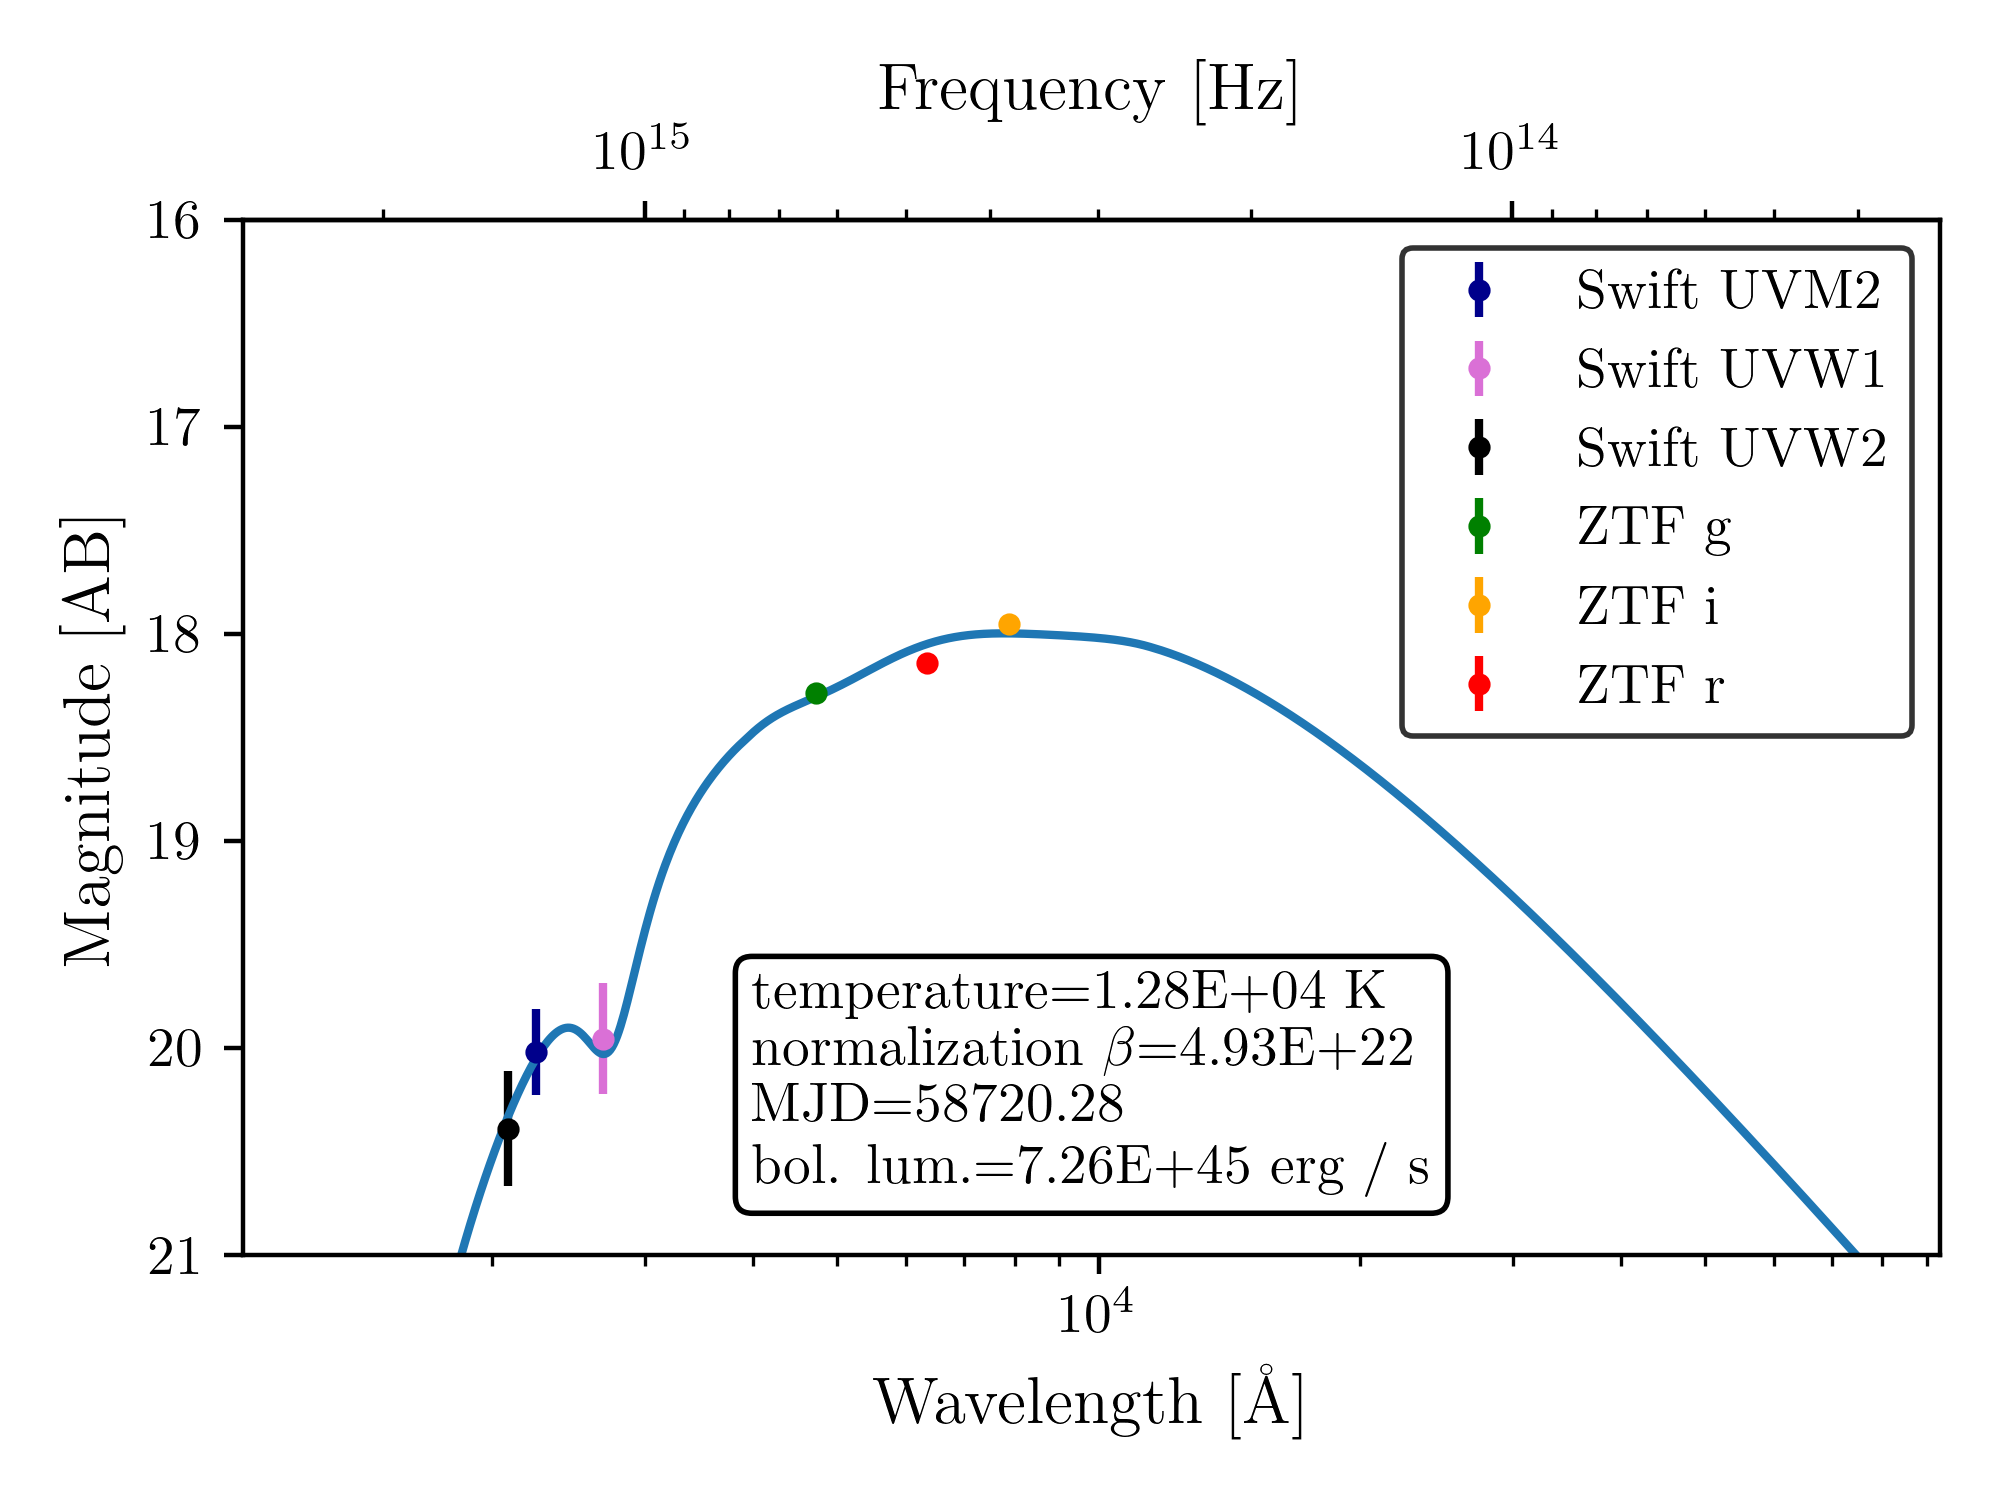 Frequency [Hz]
10^15 10^14
16
17
18
19
20
21
Magnitude [AB]
Swift UVM2
Swift UVW1
Swift UVW2
ZTF g
ZTF i
ZTF r
temperature=1.28E+04 K
normalization β=4.93E+22
MJD=58720.28
bol. lum.=7.26E+45 erg / s
10^4
Wavelength [Å]